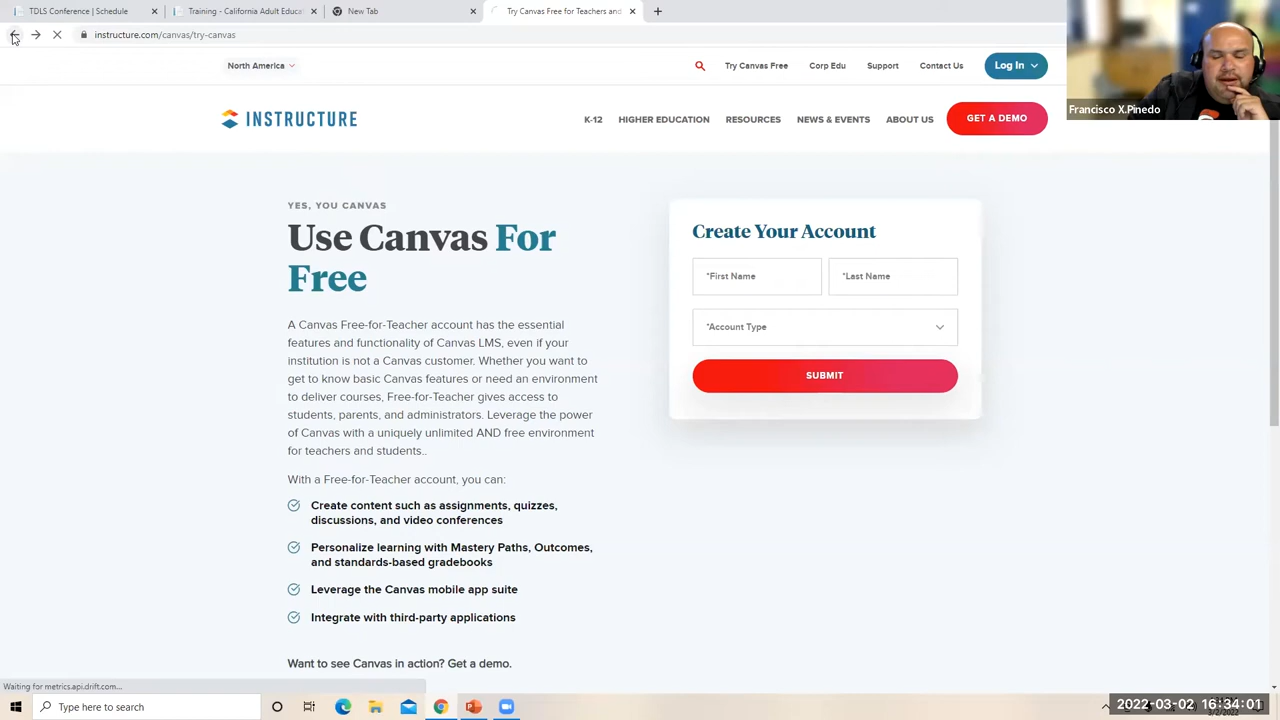 TDLS Conference | Schedule
Training - California Adult Educa
New Tab
Try Canvas Free for Teachers and
instructure.com/canvas/try-canvas
North America
Try Canvas Free
Corp Edu
Support
Contact Us
Log In
Francisco X.Pinedo
INSTRUCTURE
K-12
HIGHER EDUCATION
RESOURCES
NEWS & EVENTS
ABOUT US
GET A DEMO
YES, YOU CANVAS
Use Canvas For
Free
A Canvas Free-for-Teacher account has the essential
features and functionality of Canvas LMS, even if your
institution is not a Canvas customer. Whether you want to
get to know basic Canvas features or need an environment
to deliver courses, Free-for-Teacher gives access to
students, parents, and administrators. Leverage the power
of Canvas with a uniquely unlimited AND free environment
for teachers and students..
With a Free-for-Teacher account, you can:
Create content such as assignments, quizzes,
discussions, and video conferences
Personalize learning with Mastery Paths, Outcomes,
and standards-based gradebooks
Leverage the Canvas mobile app suite
Integrate with third-party applications
Want to see Canvas in action? Get a demo.
Create Your Account
*First Name
*Last Name
*Account Type
SUBMIT
Waiting for metrics.api.drift.com...
Type here to search
2022-03-02 16:34:01